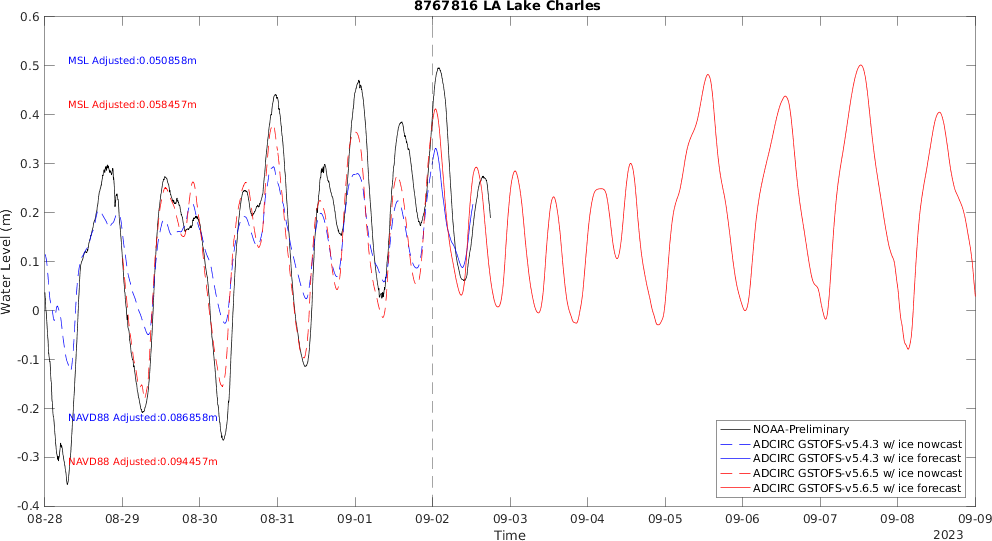 8767816 LA Lake Charles
0.6
0.5
0.4
0.3
0.2
0.1
0
-0.1
-0.2
-0.3
-0.4
Water Level (m)
MSL Adjusted:0.050858m
MSL Adjusted:0.058457m
NAVD88 Adjusted:0.086858m
NAVD88 Adjusted:0.094457m
NOAA-Preliminary
ADCIRC GSTOFS-v5.4.3 w/ ice nowcast
ADCIRC GSTOFS-v5.4.3 w/ ice forecast
ADCIRC GSTOFS-v5.6.5 w/ ice nowcast
ADCIRC GSTOFS-v5.6.5 w/ ice forecast
08-28 08-29 08-30 08-31 09-01 09-02 09-03 09-04 09-05 09-06 09-07 09-08 09-09
Time
2023